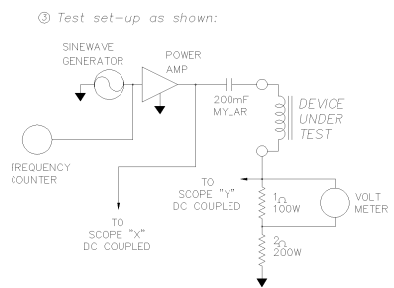 ③ Test set-up as shown:
SINEWAVE
GENERATOR
POWER
AMP
200mF
MY_AR
DEVICE
UNDER
TEST
FREQUENCY
COUNTER
TO
SCOPE "X"
DC COUPLED
TO
SCOPE "Y"
DC COUPLED
1Ω
100W
VOLT
METER
2Ω
200W